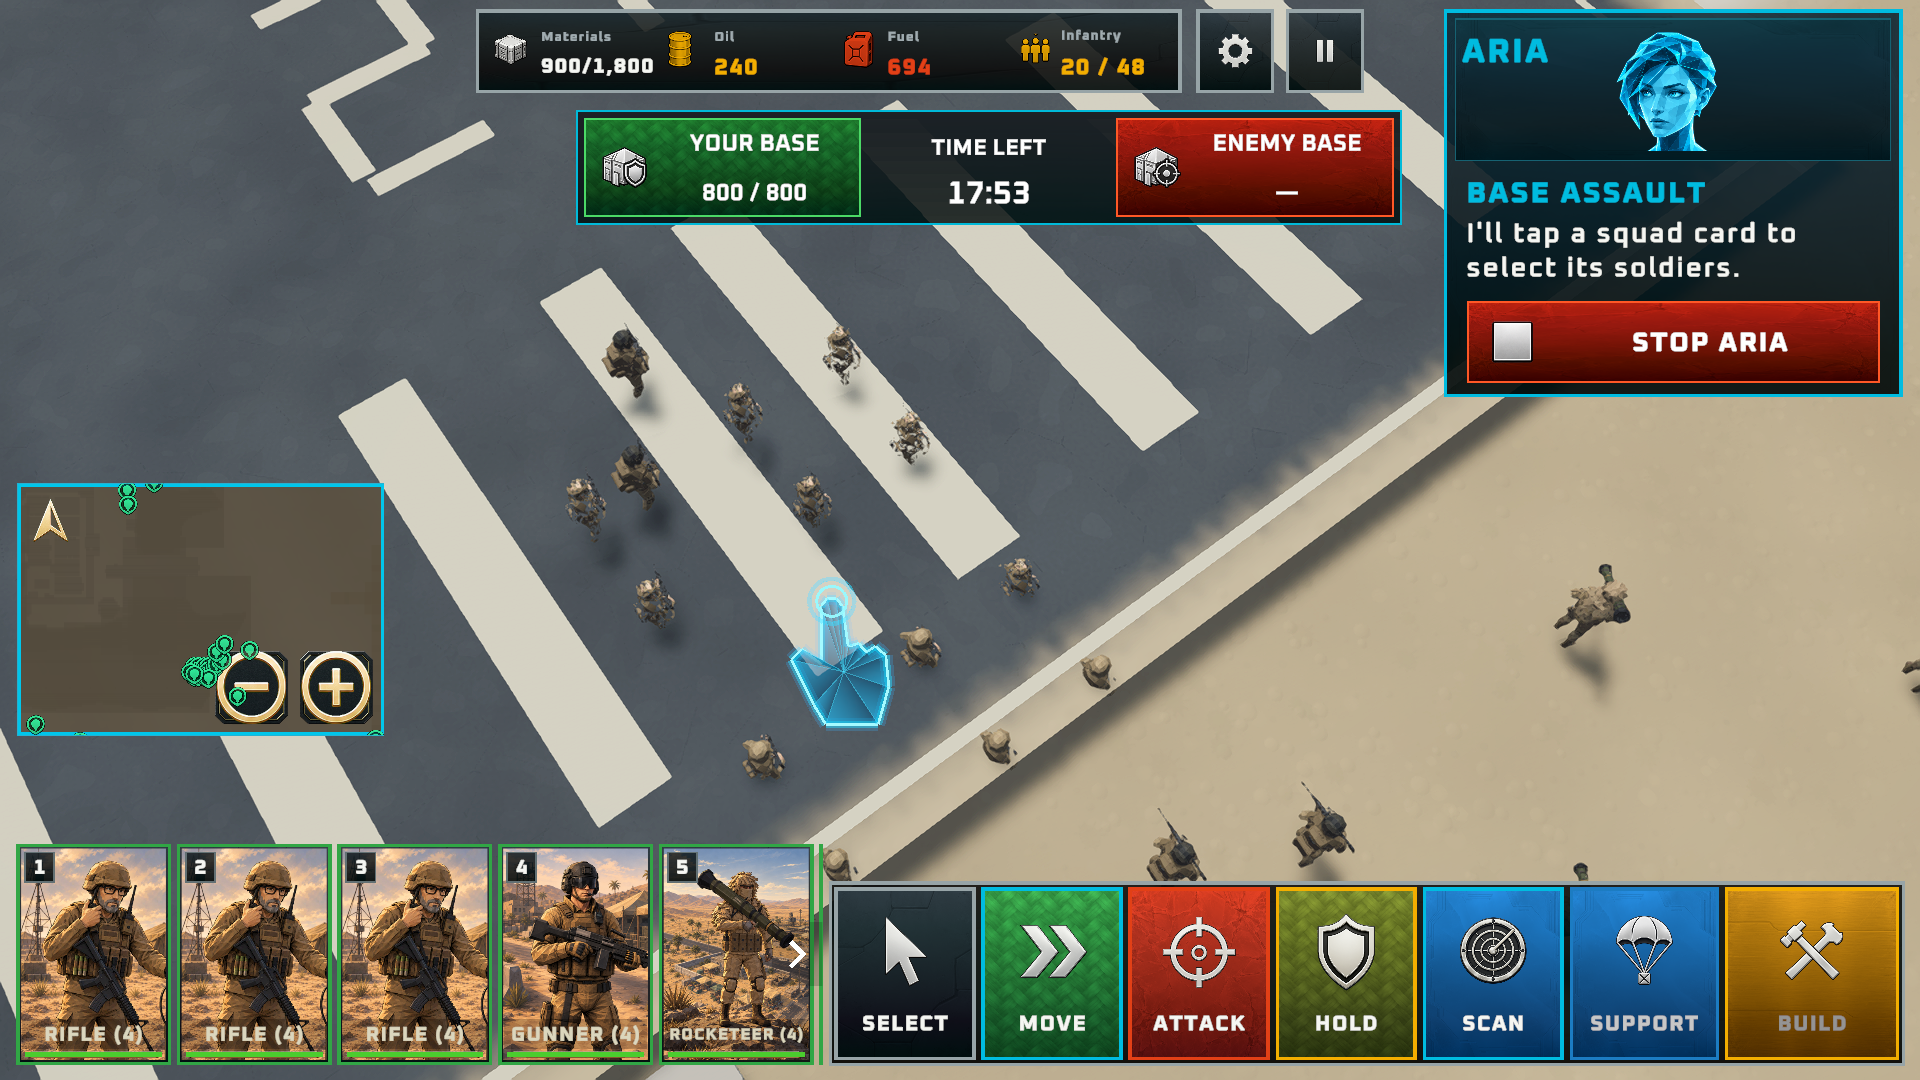 Materials
900/1,800
Oil
240
Fuel
694
Infantry
20 / 48
YOUR BASE
800 / 800
TIME LEFT
17:53
ENEMY BASE
—
ARIA
BASE ASSAULT
I'll tap a squad card to
select its soldiers.
STOP ARIA
1
RIFLE (4)
2
RIFLE (4)
3
RIFLE (4)
4
GUNNER (4)
5
ROCKETEER (4)
SELECT
MOVE
ATTACK
HOLD
SCAN
SUPPORT
BUILD